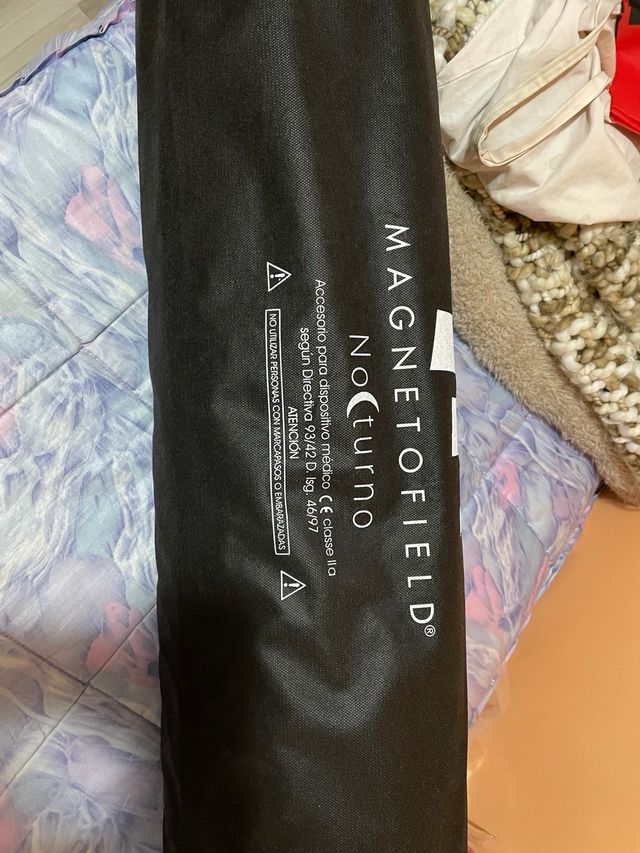 MAGNETOFIELD®
Nocturno
Accesorio para dispositivo médico CE classe II a
según Directiva 93/42 D. lsg. 46/97
ATENCIÓN
NO UTILIZAR PERSONAS CON MARCAPASOS O EMBARAZADAS